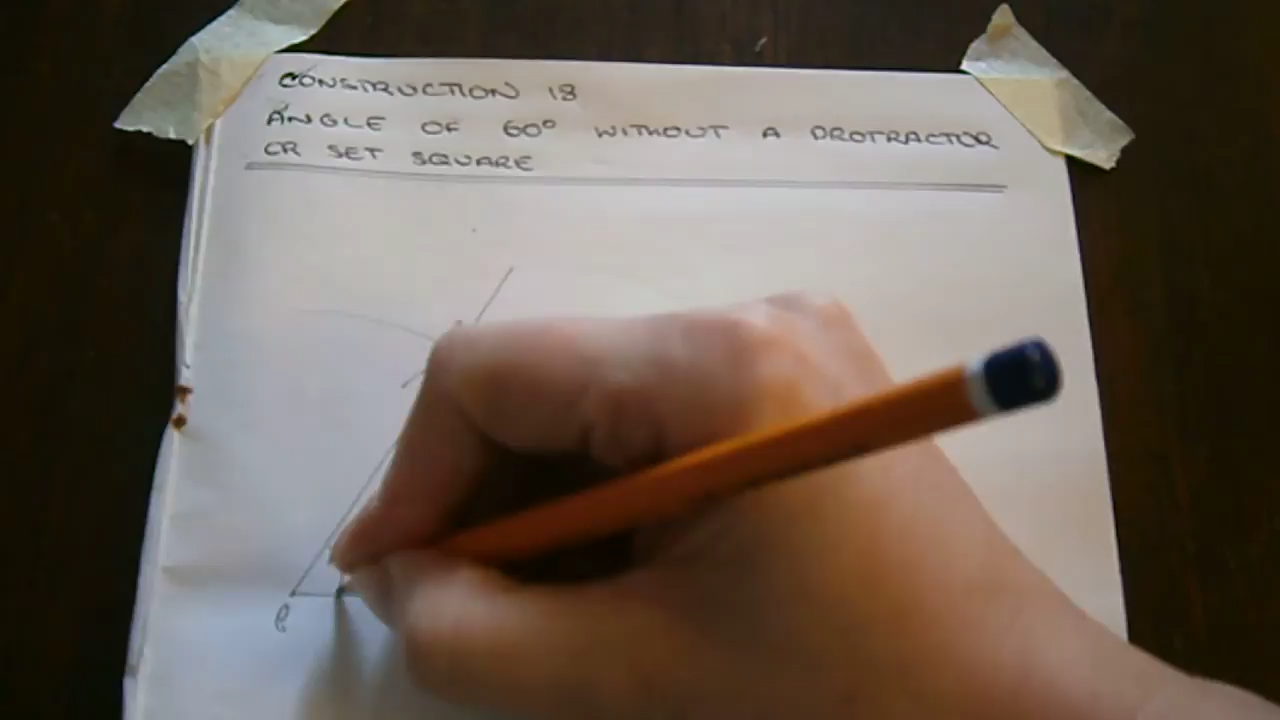 CONSTRUCTION 18
ANGLE OF 60° WITHOUT A PROTRACTOR
OR SET SQUARE